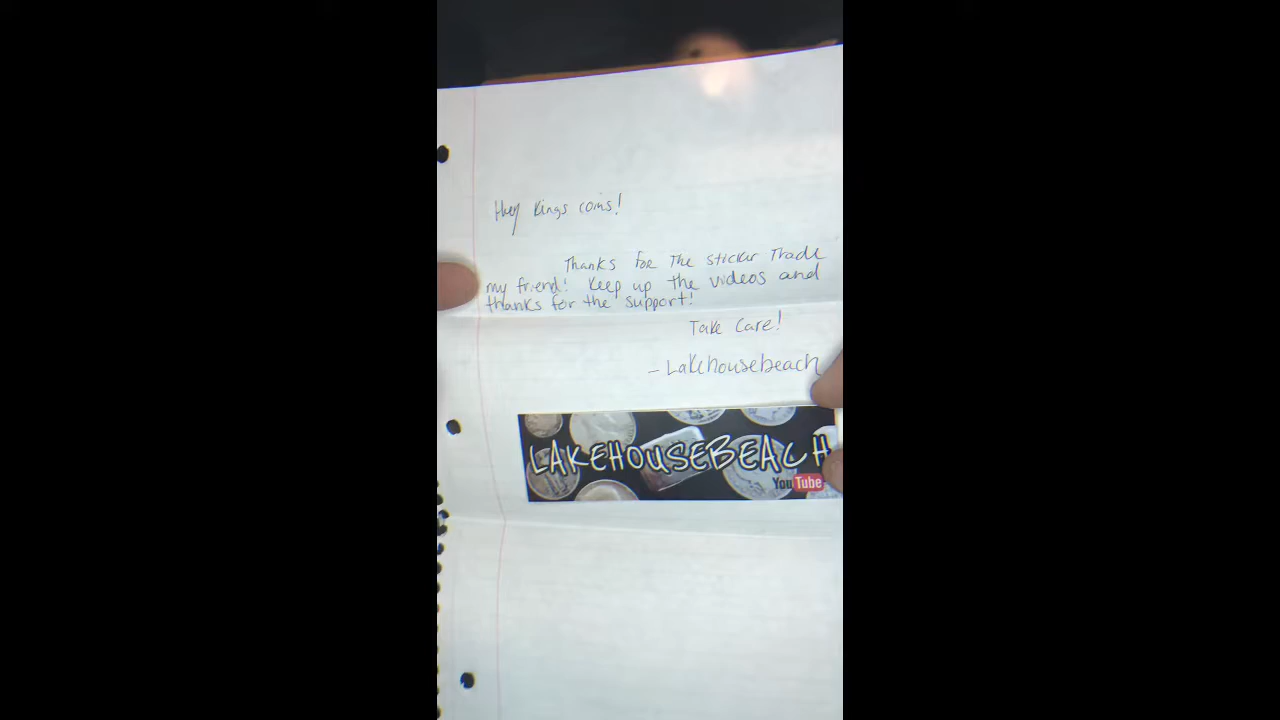 Hey Kings coins!
Thanks for The sticker Trade
my friend! Keep up the videos and
thanks for the support!
Take Care!
- Lakehousebeach
LAKEHOUSEBEACH
YouTube